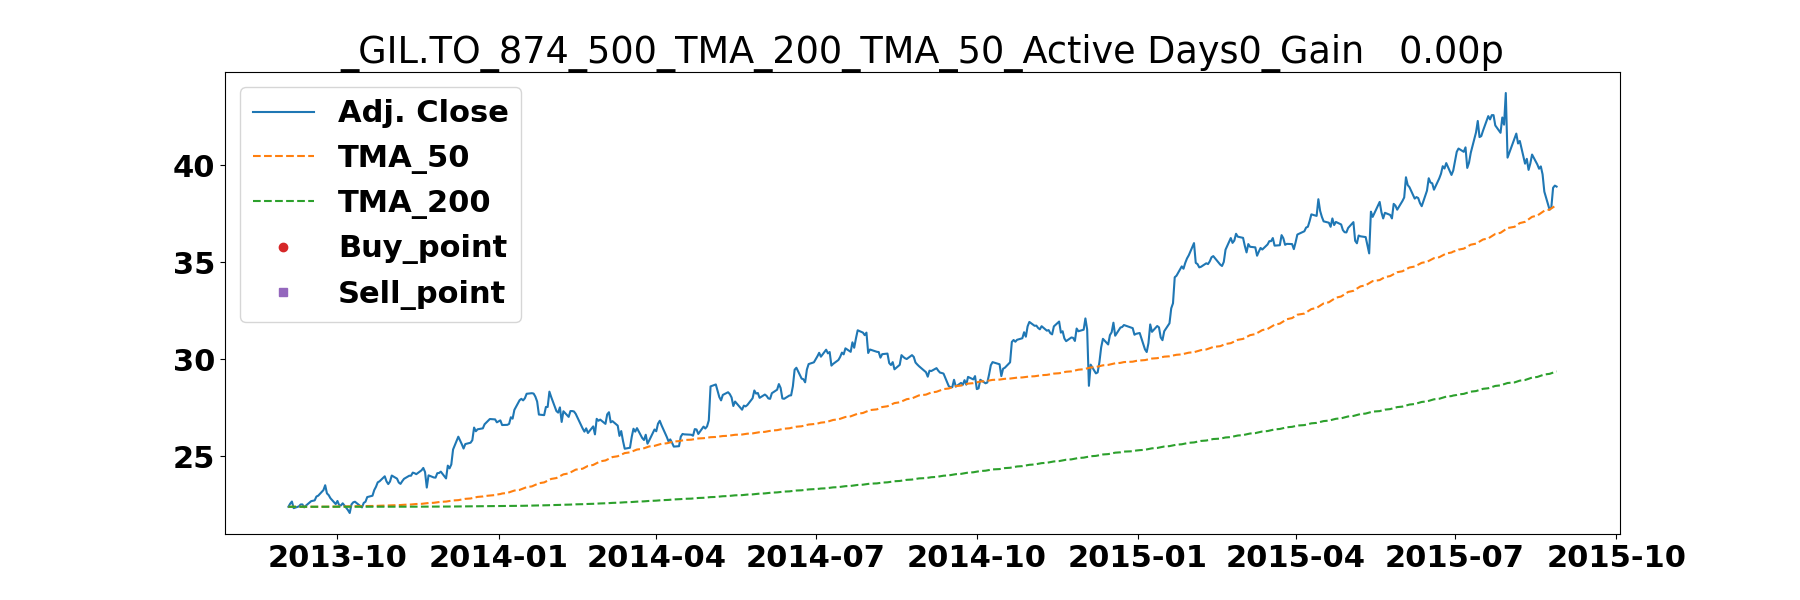 _GIL.TO_874_500_TMA_200_TMA_50_Active Days0_Gain   0.00p
Adj. Close
TMA_50
TMA_200
Buy_point
Sell_point
40
35
30
25
2013-10 2014-01 2014-04 2014-07 2014-10 2015-01 2015-04 2015-07 2015-10